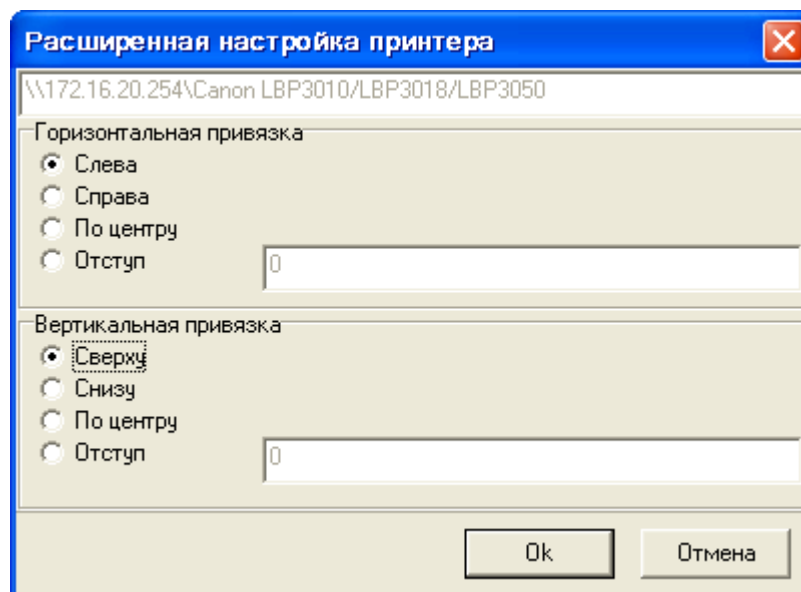 Расширенная настройка принтера
\\172.16.20.254\Canon LBP3010/LBP3018/LBP3050
Горизонтальная привязка
Слева
Справа
По центру
Отступ 0
Вертикальная привязка
Сверху
Снизу
По центру
Отступ 0
Ok Отмена